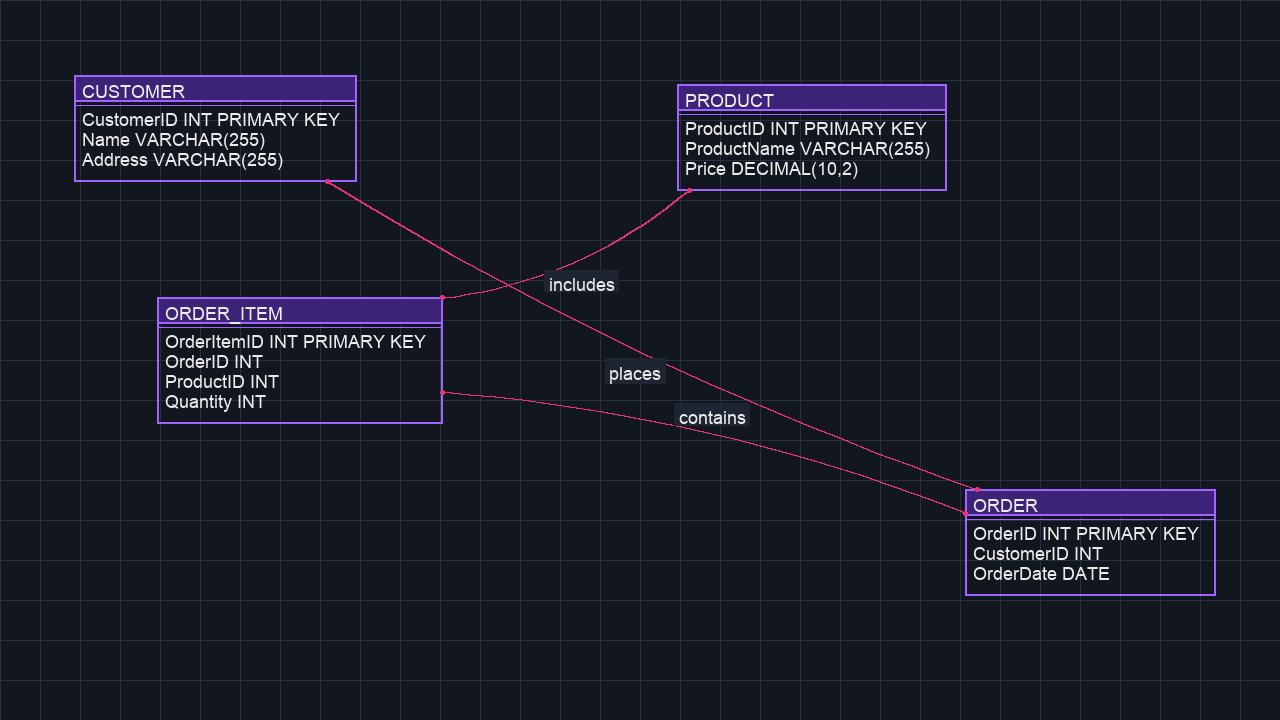 CUSTOMER
CustomerID INT PRIMARY KEY
Name VARCHAR(255)
Address VARCHAR(255)
PRODUCT
ProductID INT PRIMARY KEY
ProductName VARCHAR(255)
Price DECIMAL(10,2)
includes
ORDER_ITEM
OrderItemID INT PRIMARY KEY
OrderID INT
ProductID INT
Quantity INT
places
contains
ORDER
OrderID INT PRIMARY KEY
CustomerID INT
OrderDate DATE